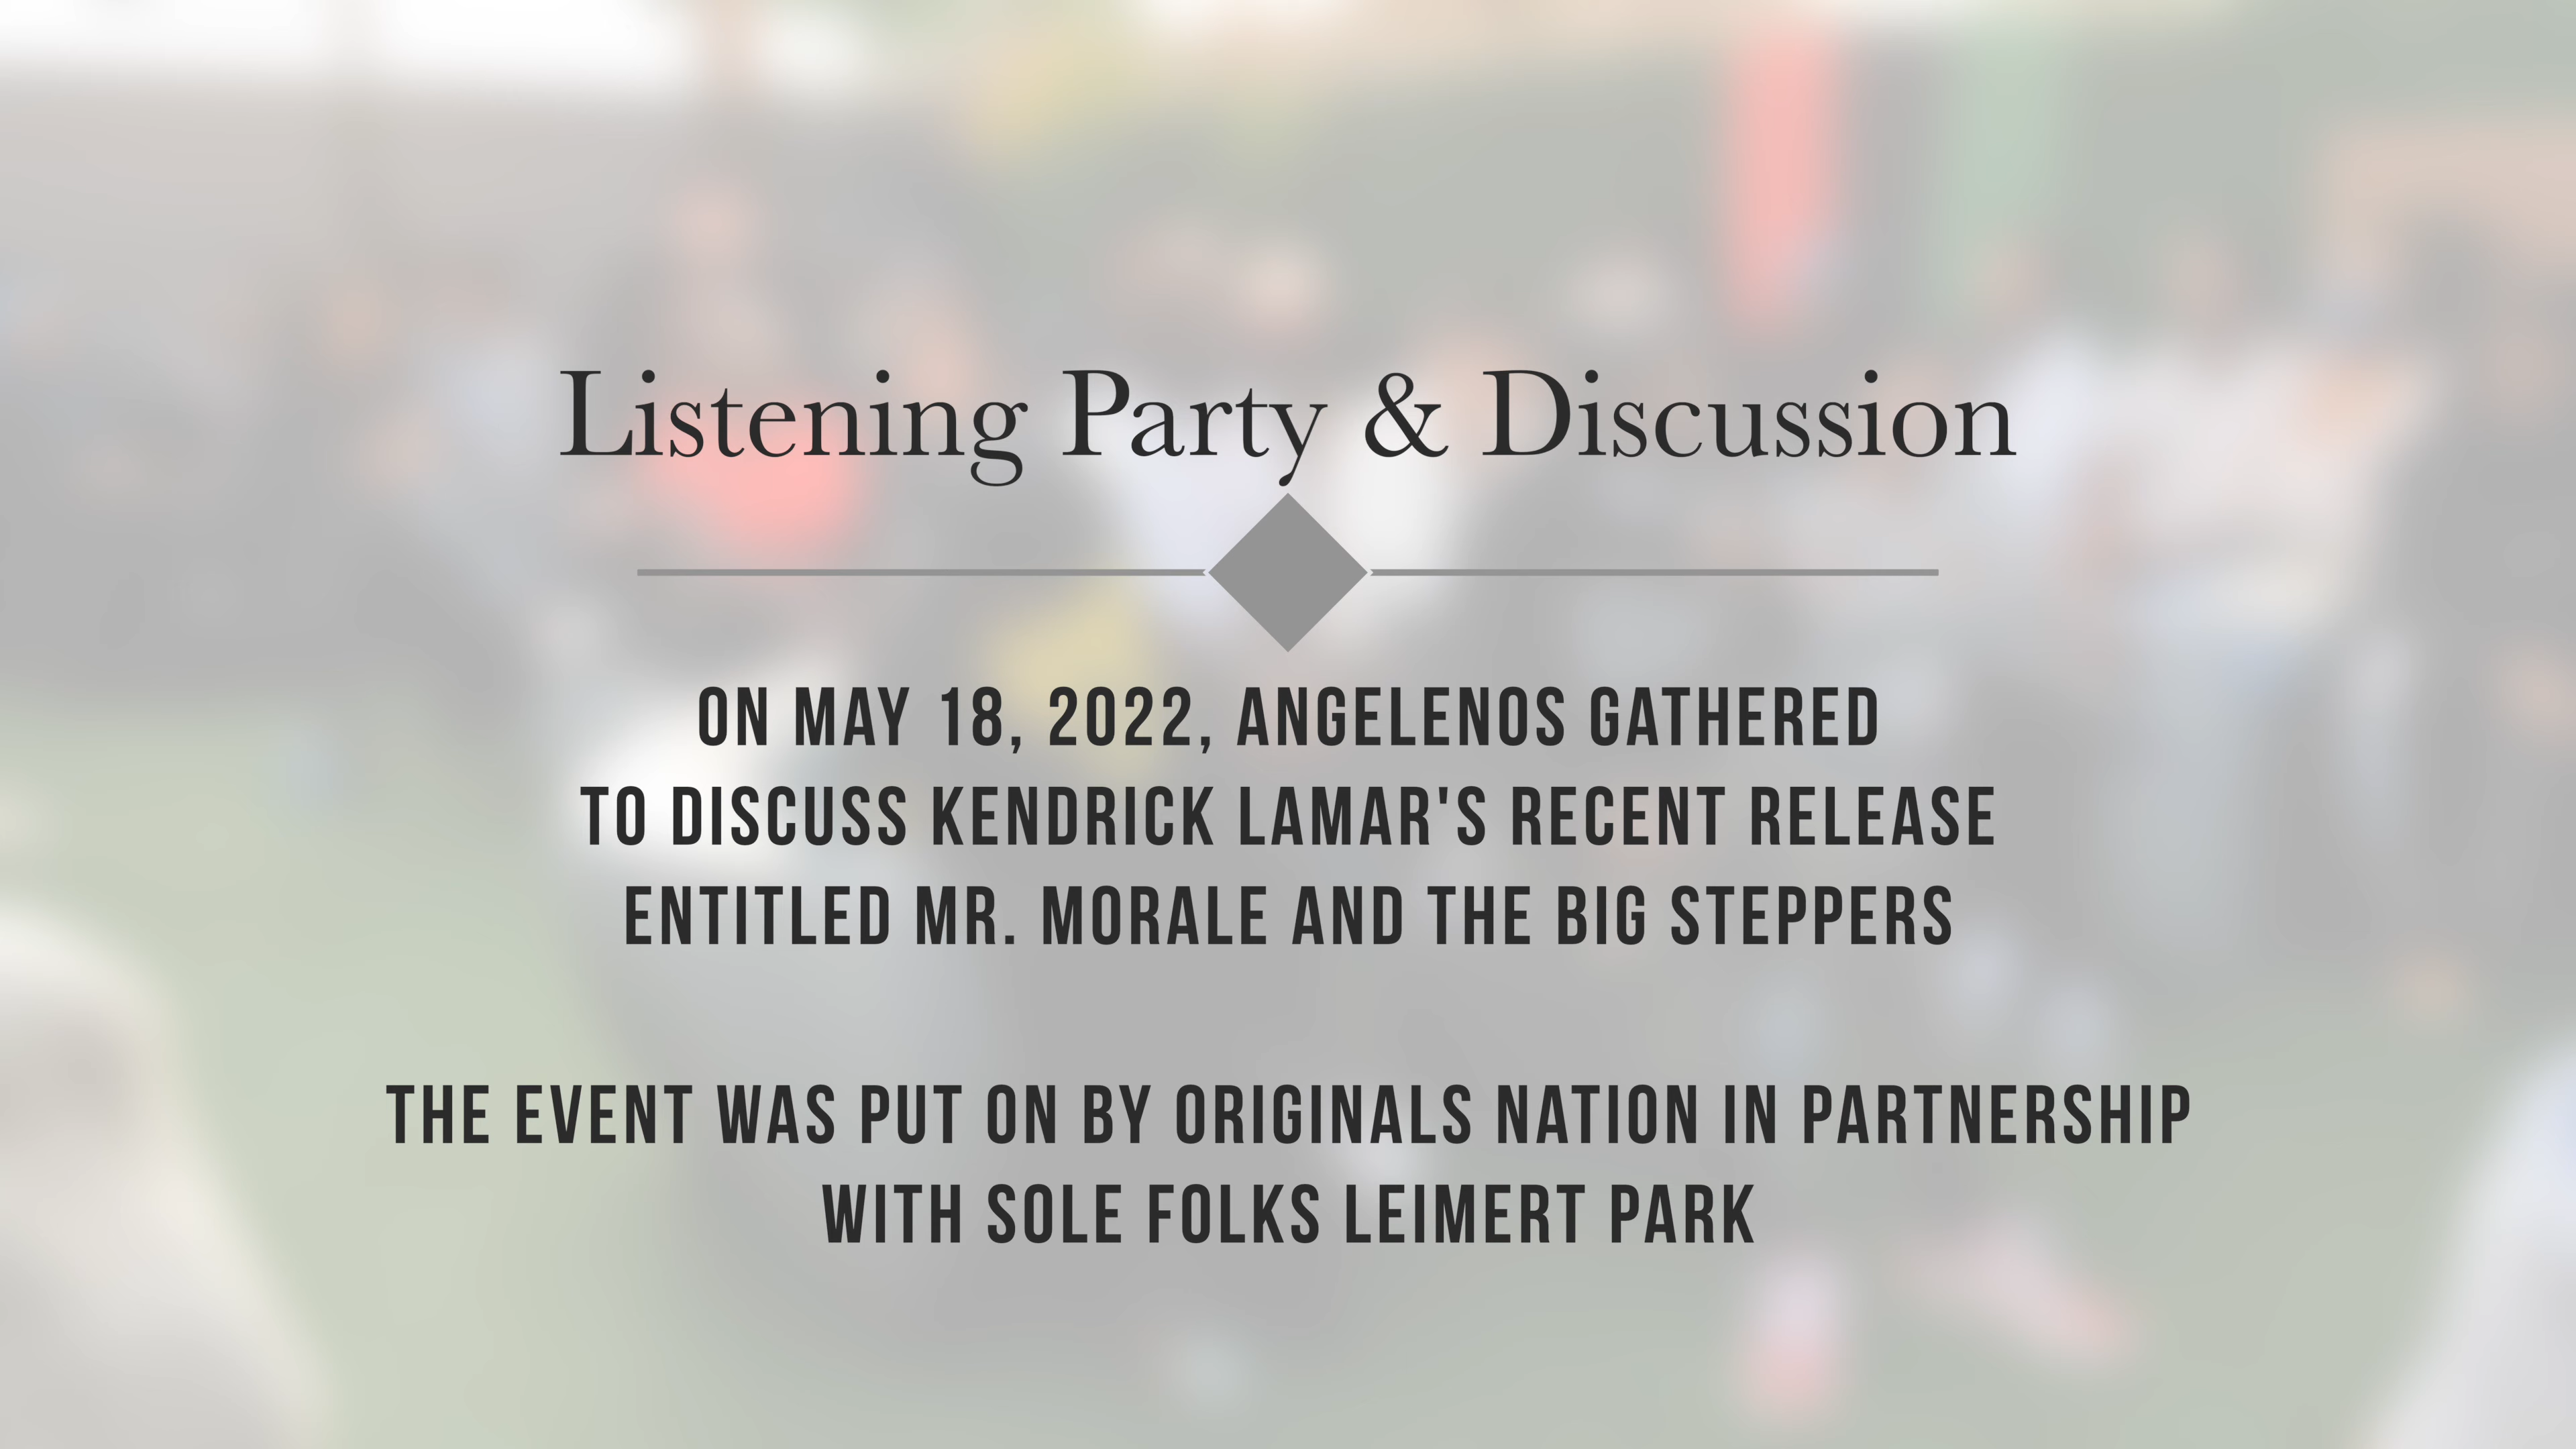 Listening Party & Discussion
ON MAY 18, 2022, ANGELENOS GATHERED
TO DISCUSS KENDRICK LAMAR'S RECENT RELEASE
ENTITLED MR. MORALE AND THE BIG STEPPERS
THE EVENT WAS PUT ON BY ORIGINALS NATION IN PARTNERSHIP
WITH SOLE FOLKS LEIMERT PARK